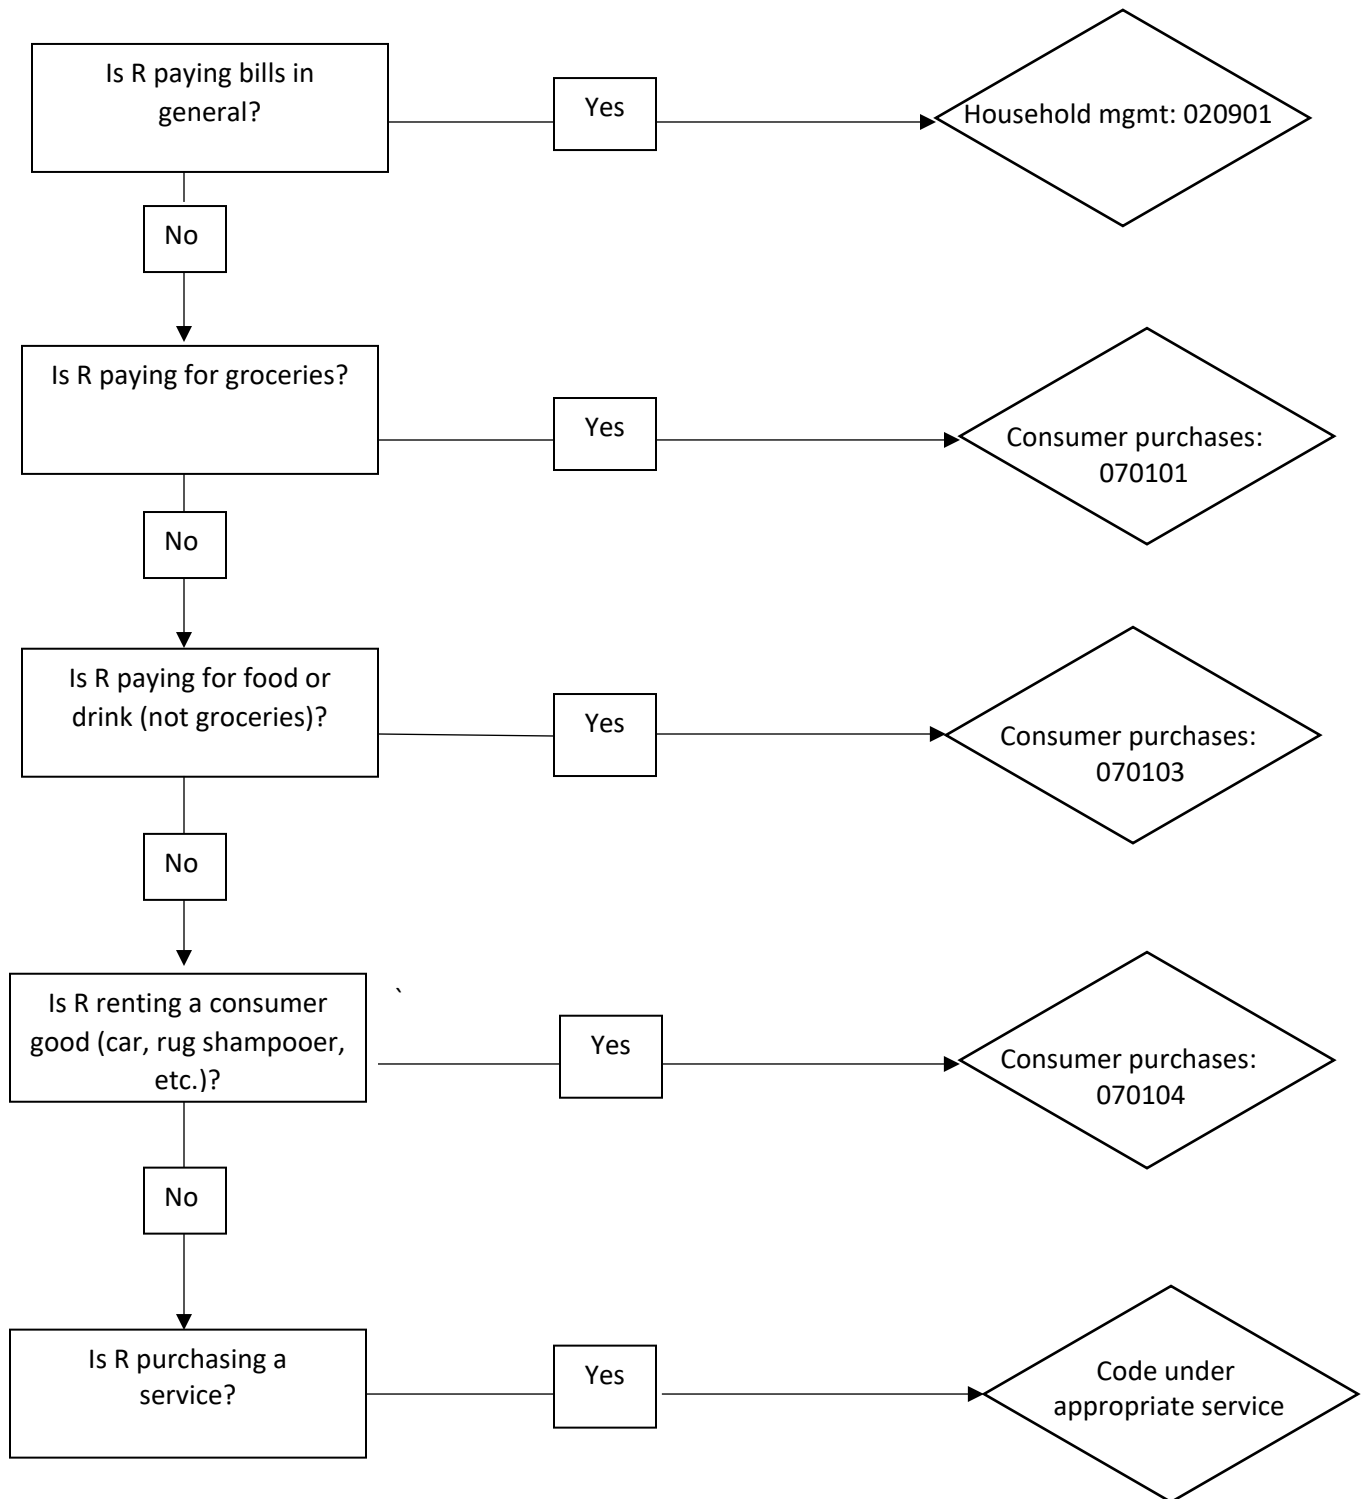 Is R paying bills in
general?
Yes
Household mgmt: 020901
No
Is R paying for groceries?
Yes
Consumer purchases:
070101
No
Is R paying for food or
drink (not groceries)?
Yes
Consumer purchases:
070103
No
Is R renting a consumer
good (car, rug shampooer,
etc.)?
`
Yes
Consumer purchases:
070104
No
Is R purchasing a
service?
Yes
Code under
appropriate service